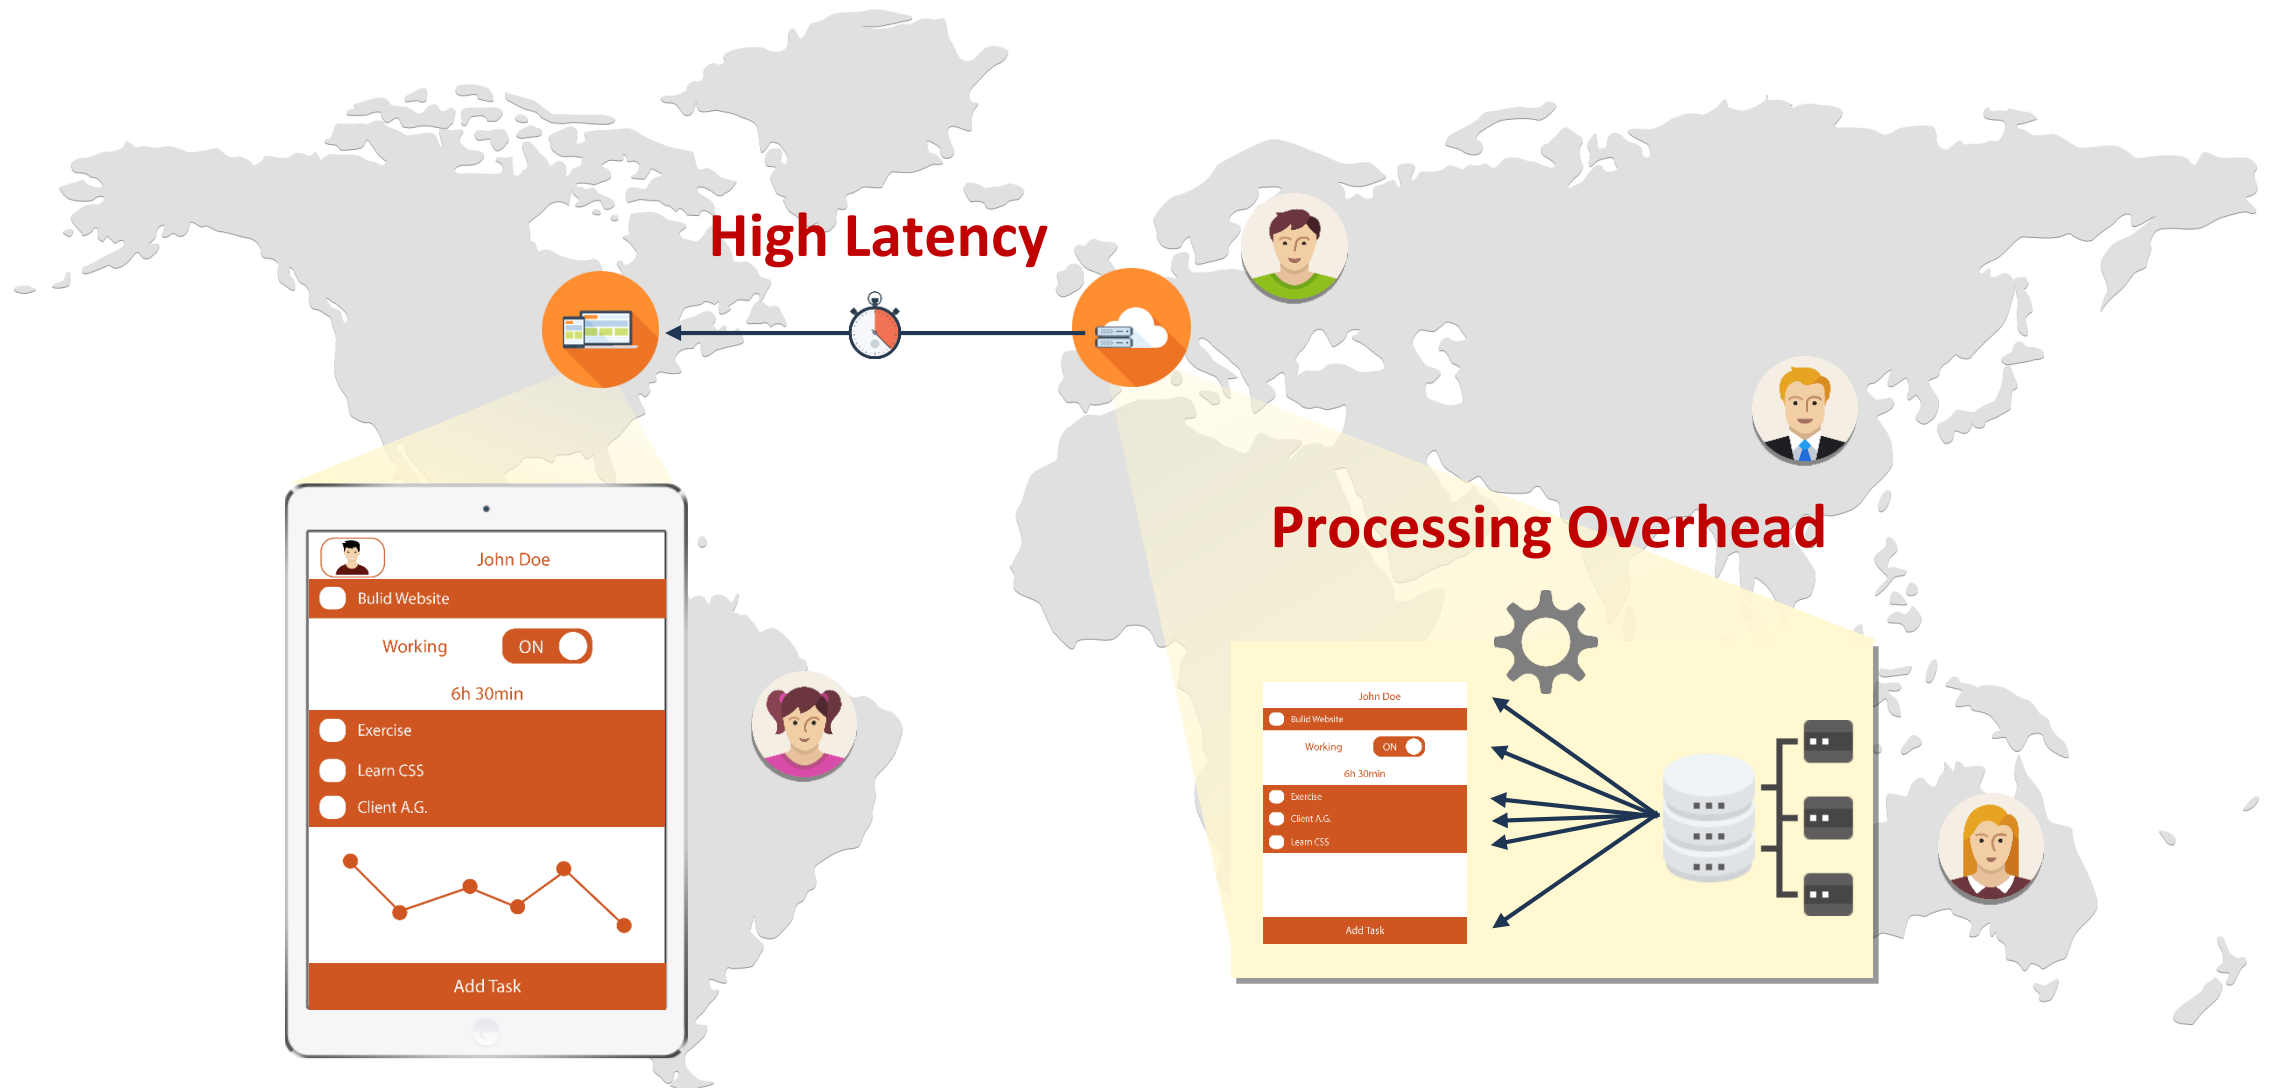 High Latency
Processing Overhead
John Doe
Bulid Website
Working
ON
6h 30min
Exercise
Learn CSS
Client A.G.
Add Task
John Doe
Bulid Website
Working
ON
6h 30min
Exercise
Client A.G.
Learn CSS
Add Task